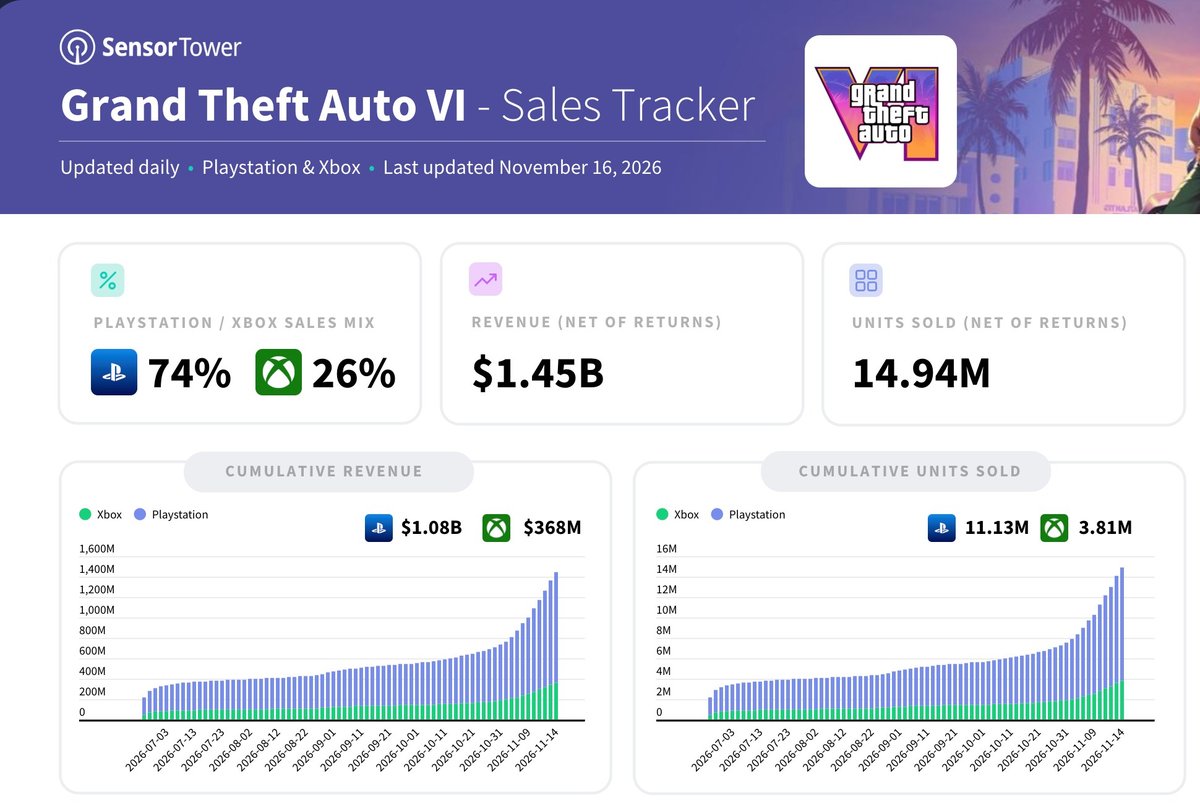 SensorTower
Grand Theft Auto VI - Sales Tracker
Updated daily • Playstation & Xbox • Last updated November 16, 2026
VI
grand
theft
auto
%
PLAYSTATION / XBOX SALES MIX
74% 26%
REVENUE (NET OF RETURNS)
$1.45B
UNITS SOLD (NET OF RETURNS)
14.94M
CUMULATIVE REVENUE
Xbox Playstation
$1.08B $368M
1,600M
1,400M
1,200M
1,000M
800M
600M
400M
200M
0
2026-07-03
2026-07-13
2026-07-23
2026-08-02
2026-08-12
2026-08-22
2026-09-01
2026-09-11
2026-09-21
2026-10-01
2026-10-11
2026-10-21
2026-10-31
2026-11-09
2026-11-14
CUMULATIVE UNITS SOLD
Xbox Playstation
11.13M 3.81M
16M
14M
12M
10M
8M
6M
4M
2M
0
2026-07-03
2026-07-13
2026-07-23
2026-08-02
2026-08-12
2026-08-22
2026-09-01
2026-09-11
2026-09-21
2026-10-01
2026-10-11
2026-10-21
2026-10-31
2026-11-09
2026-11-14